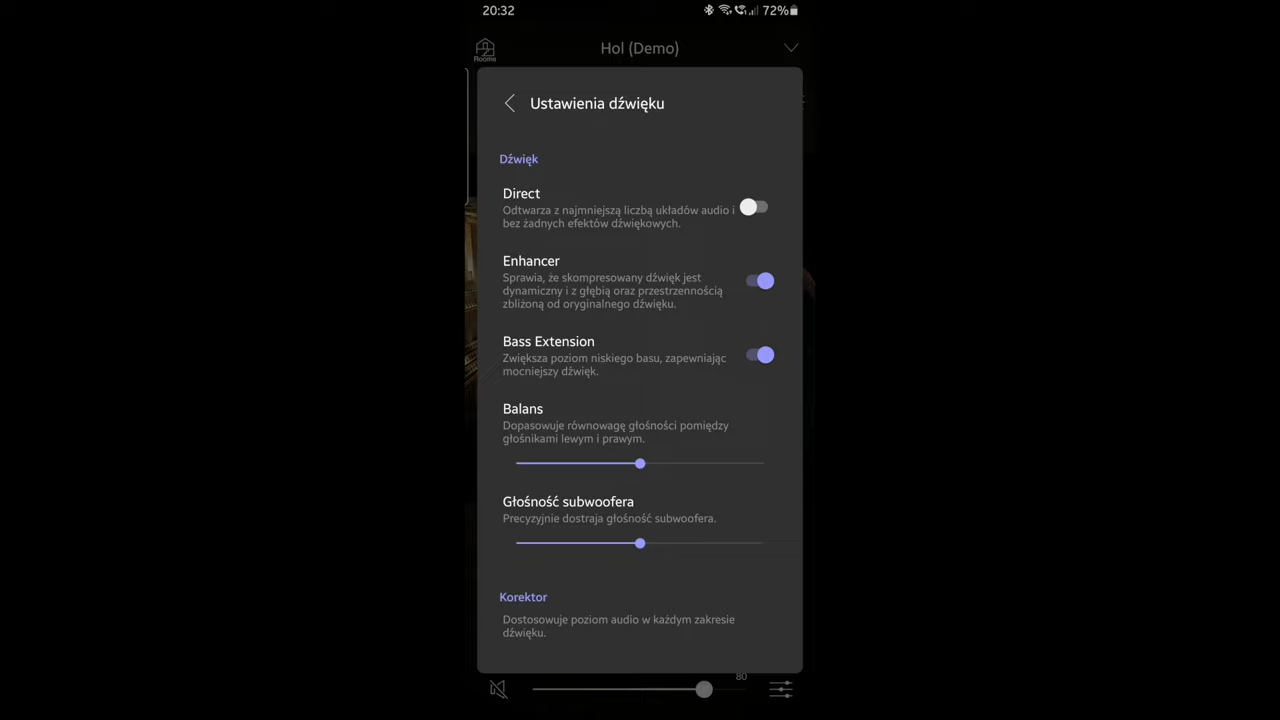 20:32
72%
Rooms
Hol (Demo)
Ustawienia dźwięku
Dźwięk
Direct
Odtwarza z najmniejszą liczbą układów audio i
bez żadnych efektów dźwiękowych.
Enhancer
Sprawia, że skompresowany dźwięk jest
dynamiczny i z głębią oraz przestrzennością
zbliżoną od oryginalnego dźwięku.
Bass Extension
Zwiększa poziom niskiego basu, zapewniając
mocniejszy dźwięk.
Balans
Dopasowuje równowagę głośności pomiędzy
głośnikami lewym i prawym.
Głośność subwoofera
Precyzyjnie dostraja głośność subwoofera.
Korektor
Dostosowuje poziom audio w każdym zakresie
dźwięku.
80